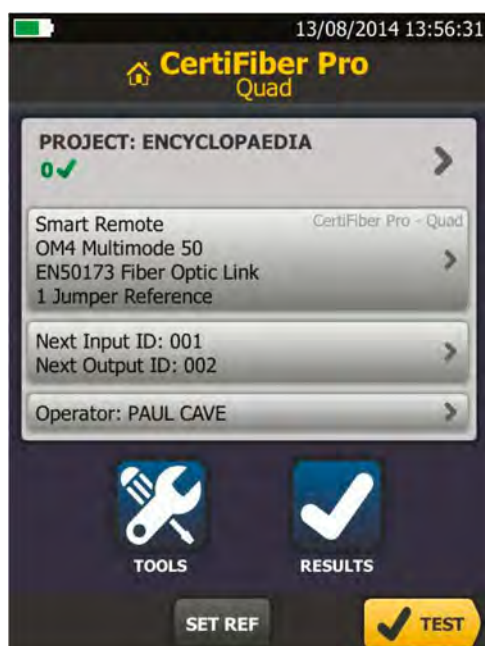 13/08/2014 13:56:31
CertiFiber Pro
Quad
PROJECT: ENCYCLOPAEDIA
0
Smart Remote
CertiFiber Pro - Quad
OM4 Multimode 50
EN50173 Fiber Optic Link
1 Jumper Reference
Next Input ID: 001
Next Output ID: 002
Operator: PAUL CAVE
TOOLS
RESULTS
SET REF
TEST